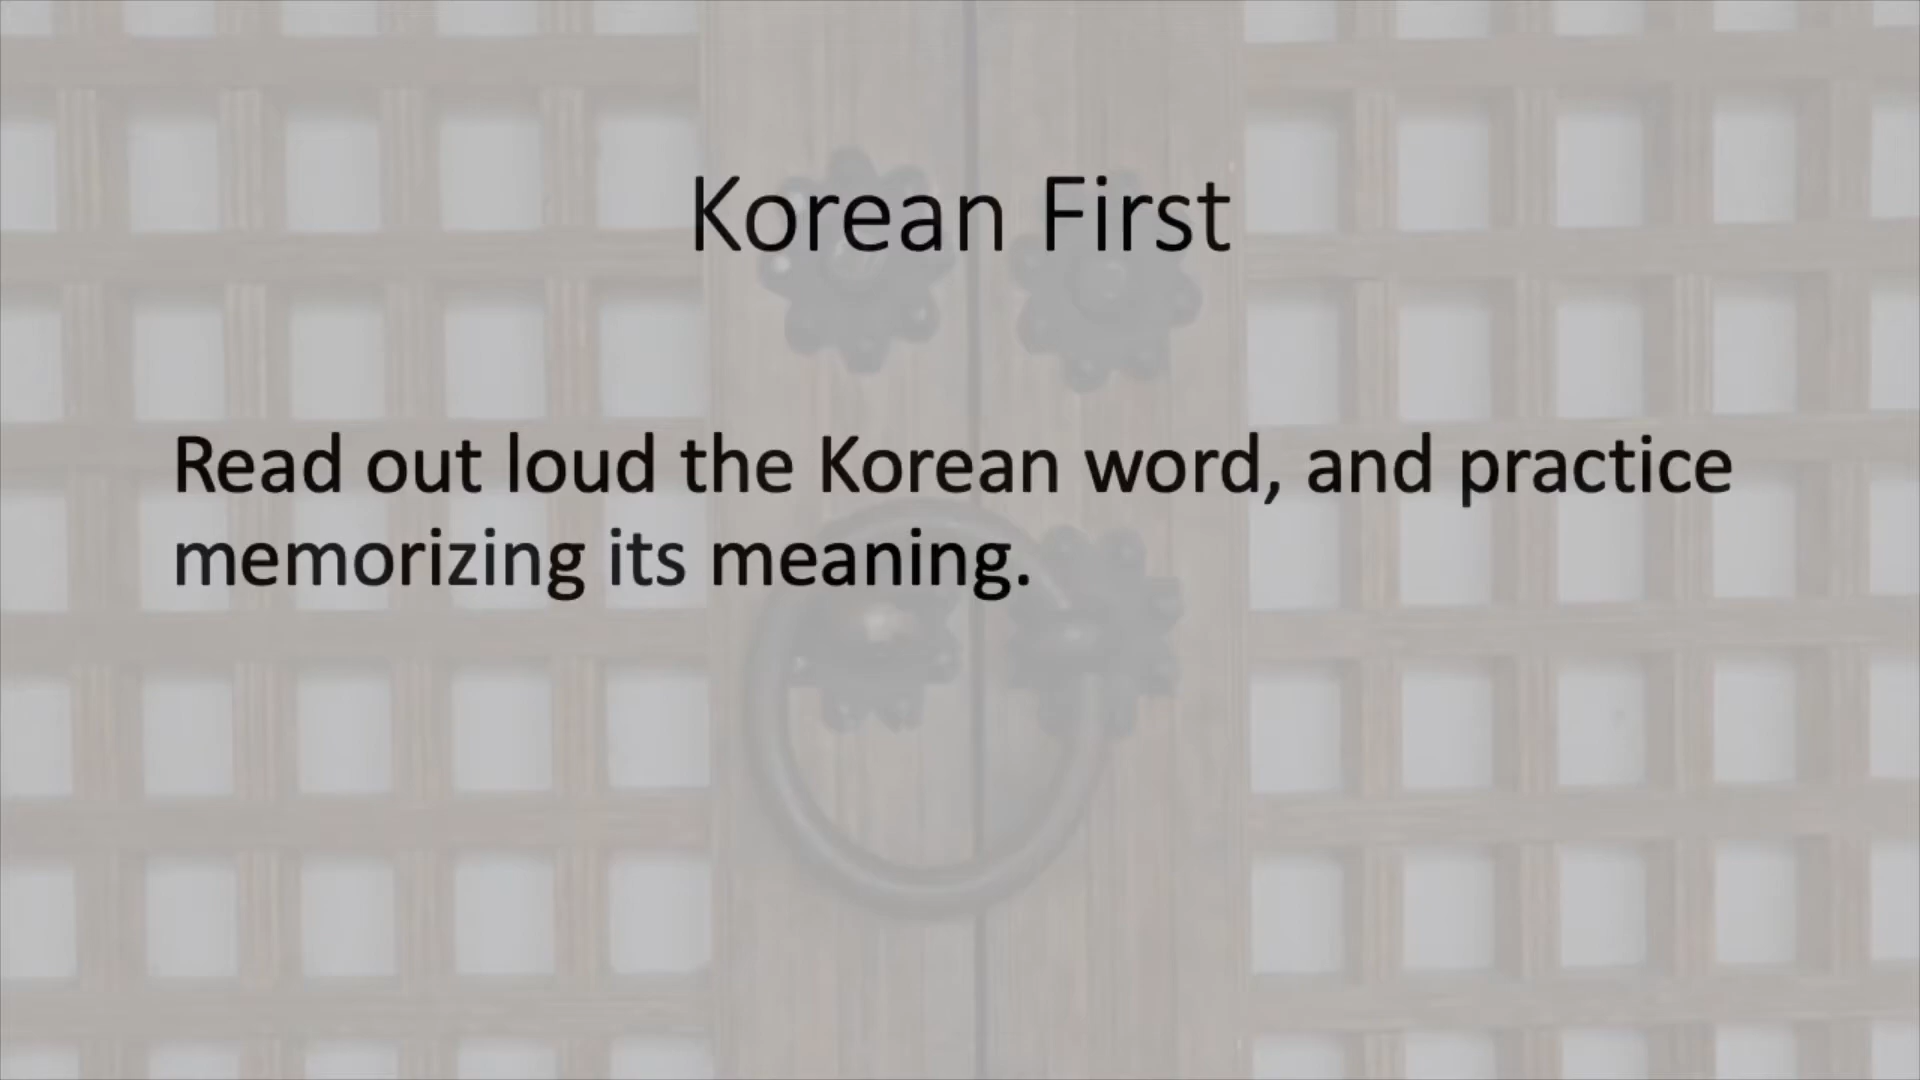 Korean First
Read out loud the Korean word, and practice
memorizing its meaning.